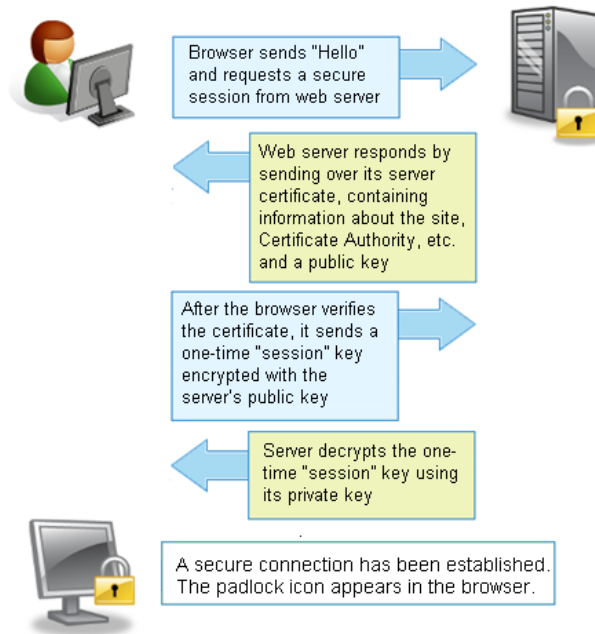 Browser sends "Hello"
and requests a secure
session from web server
Web server responds by
sending over its server
certificate, containing
information about the site,
Certificate Authority, etc.
and a public key
After the browser verifies
the certificate, it sends a
one-time "session" key
encrypted with the
server's public key
Server decrypts the one-
time "session" key using
its private key
A secure connection has been established.
The padlock icon appears in the browser.